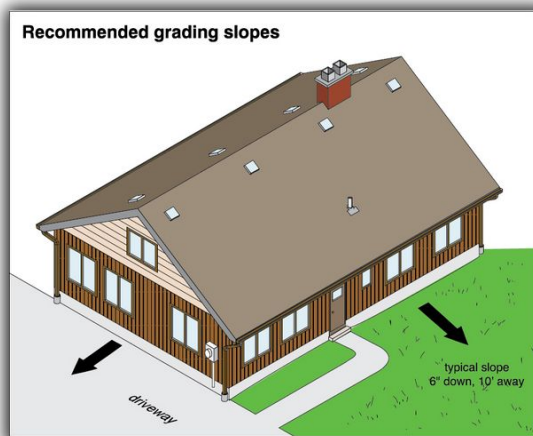 Recommended grading slopes
typical slope
6" down, 10' away
driveway